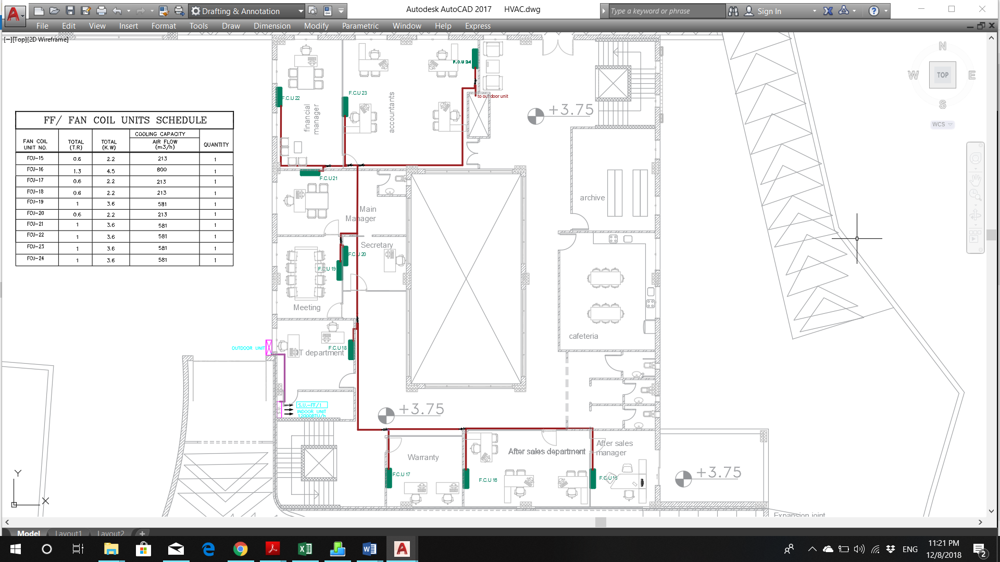 Drafting & Annotation
Autodesk AutoCAD 2017 HVAC.dwg
Type a keyword or phrase
Sign In
File Edit View Insert Format Tools Draw Dimension Modify Parametric Window Help Express
[−][Top][2D Wireframe]
N
W TOP E
S
WCS
FF/ FAN COIL UNITS SCHEDULE
FAN COIL UNIT NO. TOTAL (T.R) TOTAL (K.W) COOLING CAPACITY AIR FLOW (m3/h) QUANTITY
FCU-15 0.6 2.2 213 1
FCU-16 1.3 4.5 800 1
FCU-17 0.6 2.2 213 1
FCU-18 0.6 2.2 213 1
FCU-19 1 3.6 581 1
FCU-20 0.6 2.2 213 1
FCU-21 1 3.6 581 1
FCU-22 1 3.6 581 1
FCU-23 1 3.6 581 1
FCU-24 1 3.6 581 1
F.C.U 24
F.C.U 22
F.C.U 23
to outdoor unit
financial
manager
accountants
+3.75
F.C.U 21
archive
Main
Manager
Secretary
F.C.U 20
F.C.U 19
Meeting
cafeteria
OUTDOOR UNIT
F.C.U 18
IT department
S.U.
S.U.-FF/1
INDOOR UNIT
12000BTU/h
+3.75
Warranty
After sales department
After sales
manager
F.C.U 17
F.C.U 16
F.C.U 15
+3.75
Expansion joint
Y
X
Model Layout1 Layout2 +
ENG
11:21 PM
12/8/2018
2